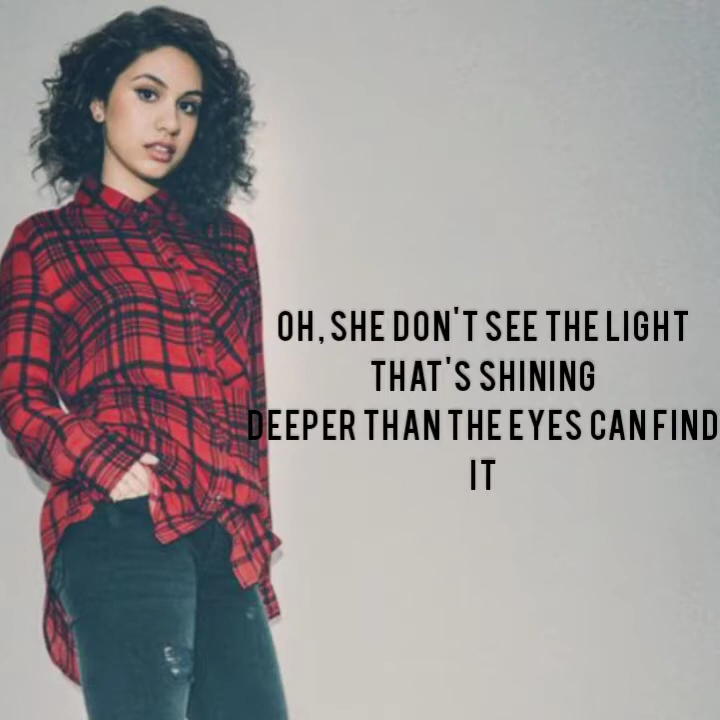 OH, SHE DON'T SEE THE LIGHT
THAT'S SHINING
DEEPER THAN THE EYES CAN FIND
IT